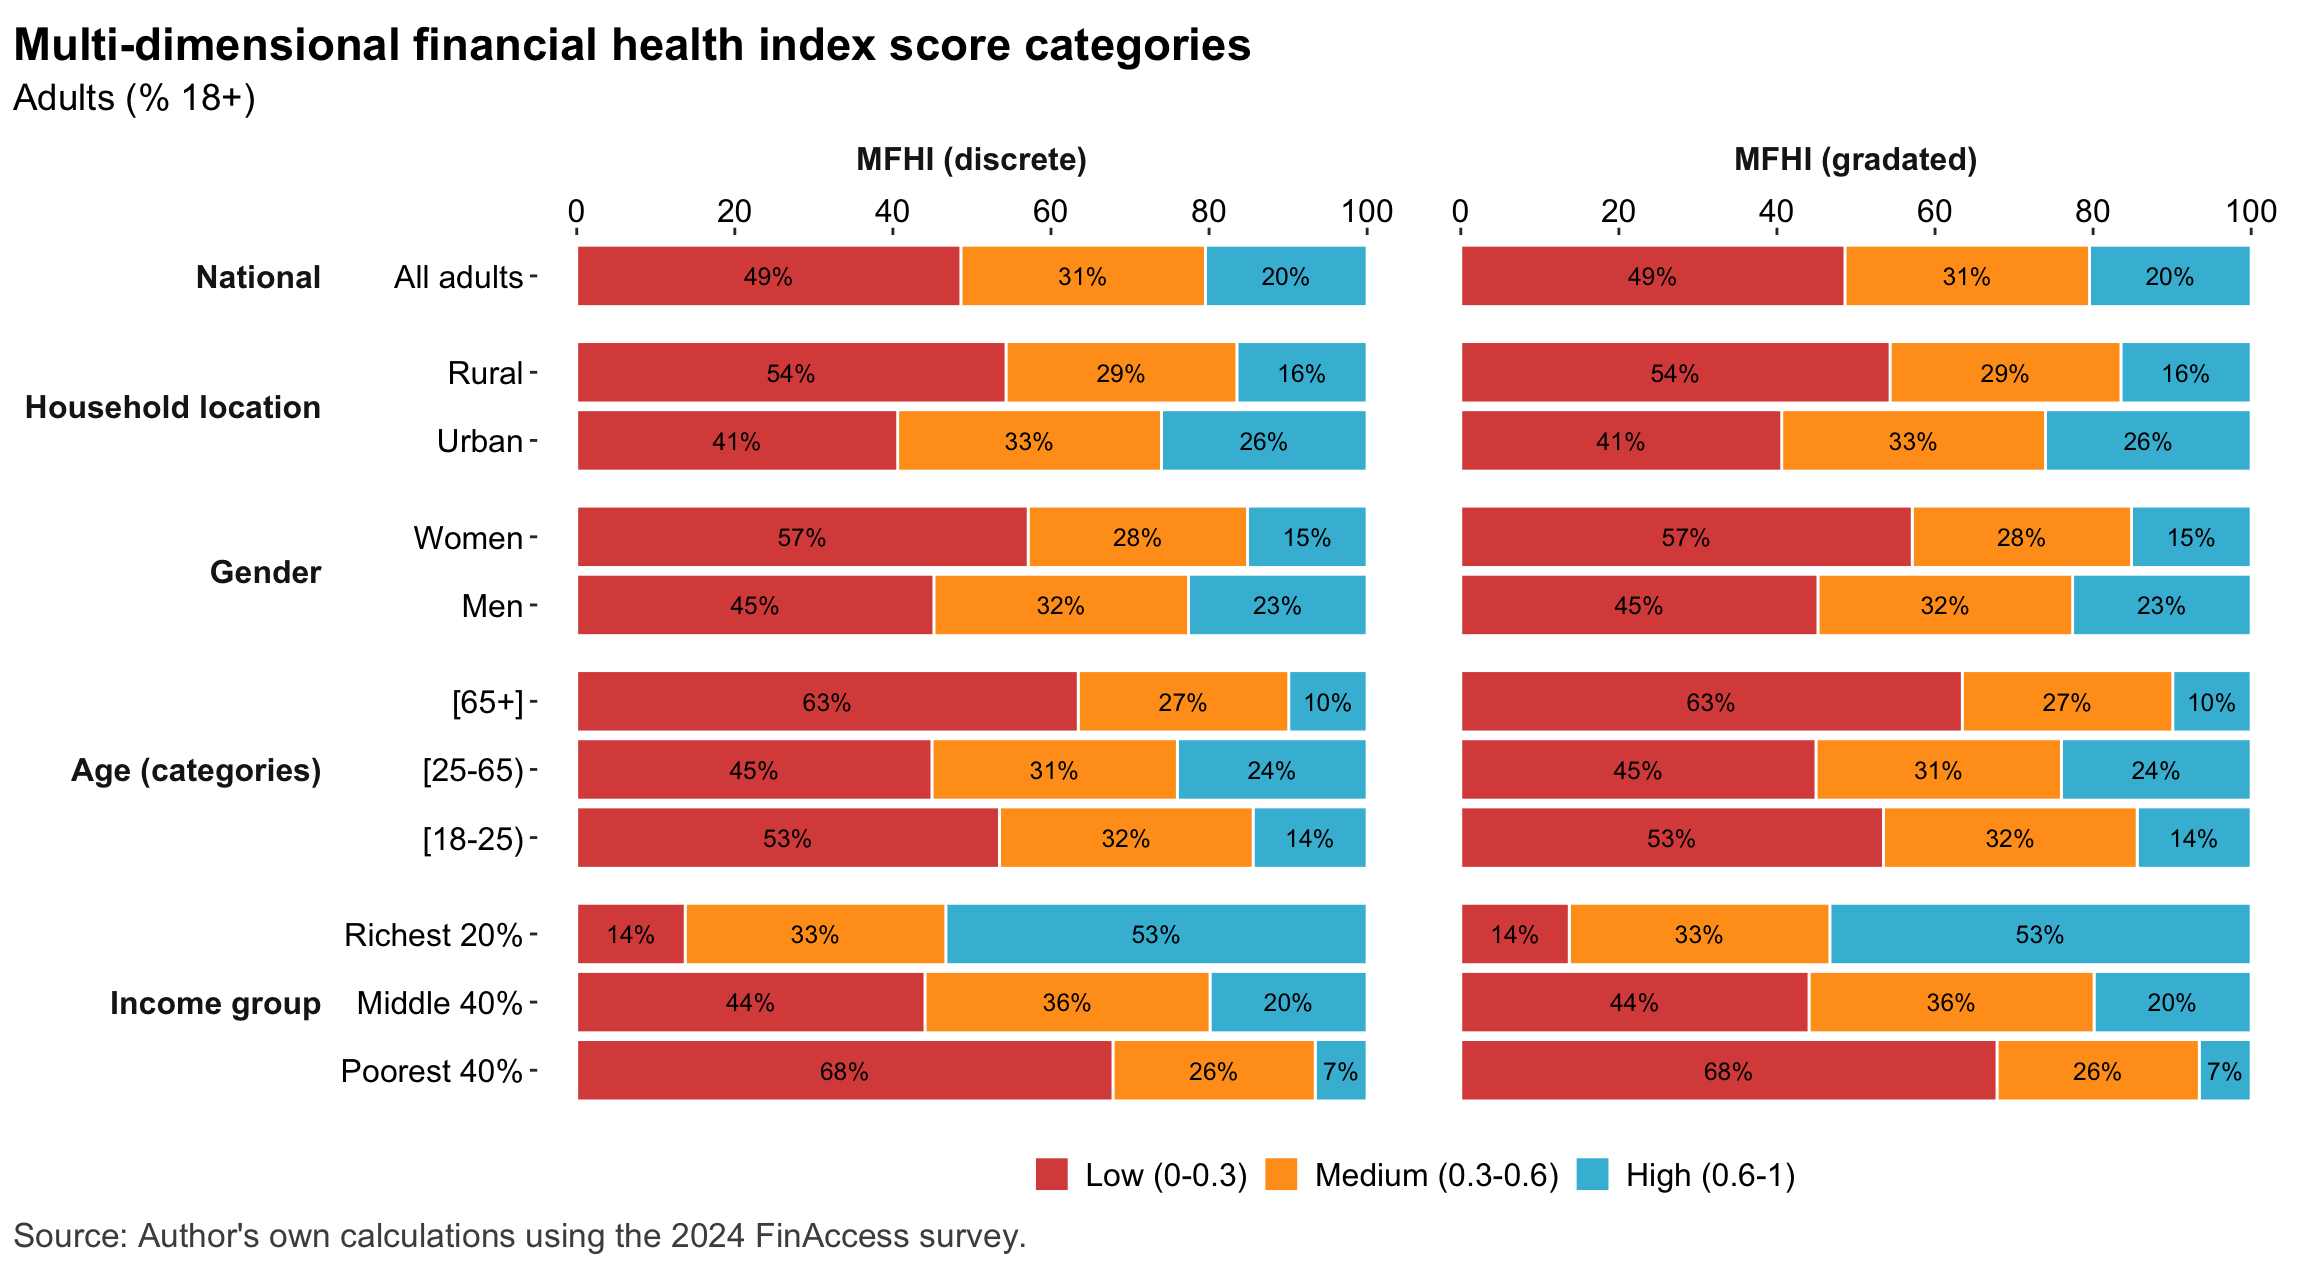 Multi-dimensional financial health index score categories
Adults (% 18+)
MFHI (discrete) MFHI (gradated)
0 20 40 60 80 100 0 20 40 60 80 100
National All adults 49% 31% 20% 49% 31% 20%
Rural 54% 29% 16% 54% 29% 16%
Household location
Urban 41% 33% 26% 41% 33% 26%
Women 57% 28% 15% 57% 28% 15%
Gender
Men 45% 32% 23% 45% 32% 23%
[65+] 63% 27% 10% 63% 27% 10%
Age (categories) [25-65) 45% 31% 24% 45% 31% 24%
[18-25) 53% 32% 14% 53% 32% 14%
Richest 20% 14% 33% 53% 14% 33% 53%
Income group Middle 40% 44% 36% 20% 44% 36% 20%
Poorest 40% 68% 26% 7% 68% 26% 7%
Low (0-0.3) Medium (0.3-0.6) High (0.6-1)
Source: Author's own calculations using the 2024 FinAccess survey.